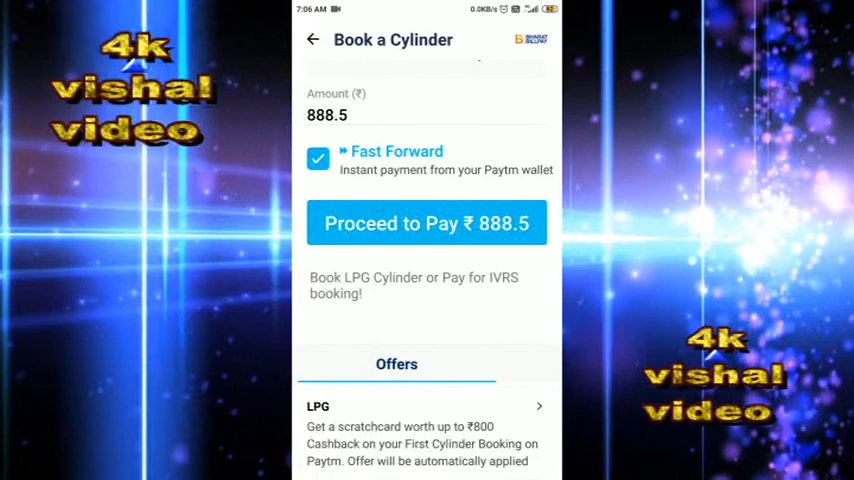 4k
vishal
video
7:06 AM
0.0KB/s
82
Book a Cylinder
BHARAT
BILLPAY
Amount (₹)
888.5
Fast Forward
Instant payment from your Paytm wallet
Proceed to Pay ₹ 888.5
Book LPG Cylinder or Pay for IVRS
booking!
Offers
LPG
Get a scratchcard worth up to ₹800
Cashback on your First Cylinder Booking on
Paytm. Offer will be automatically applied
4k
vishal
video